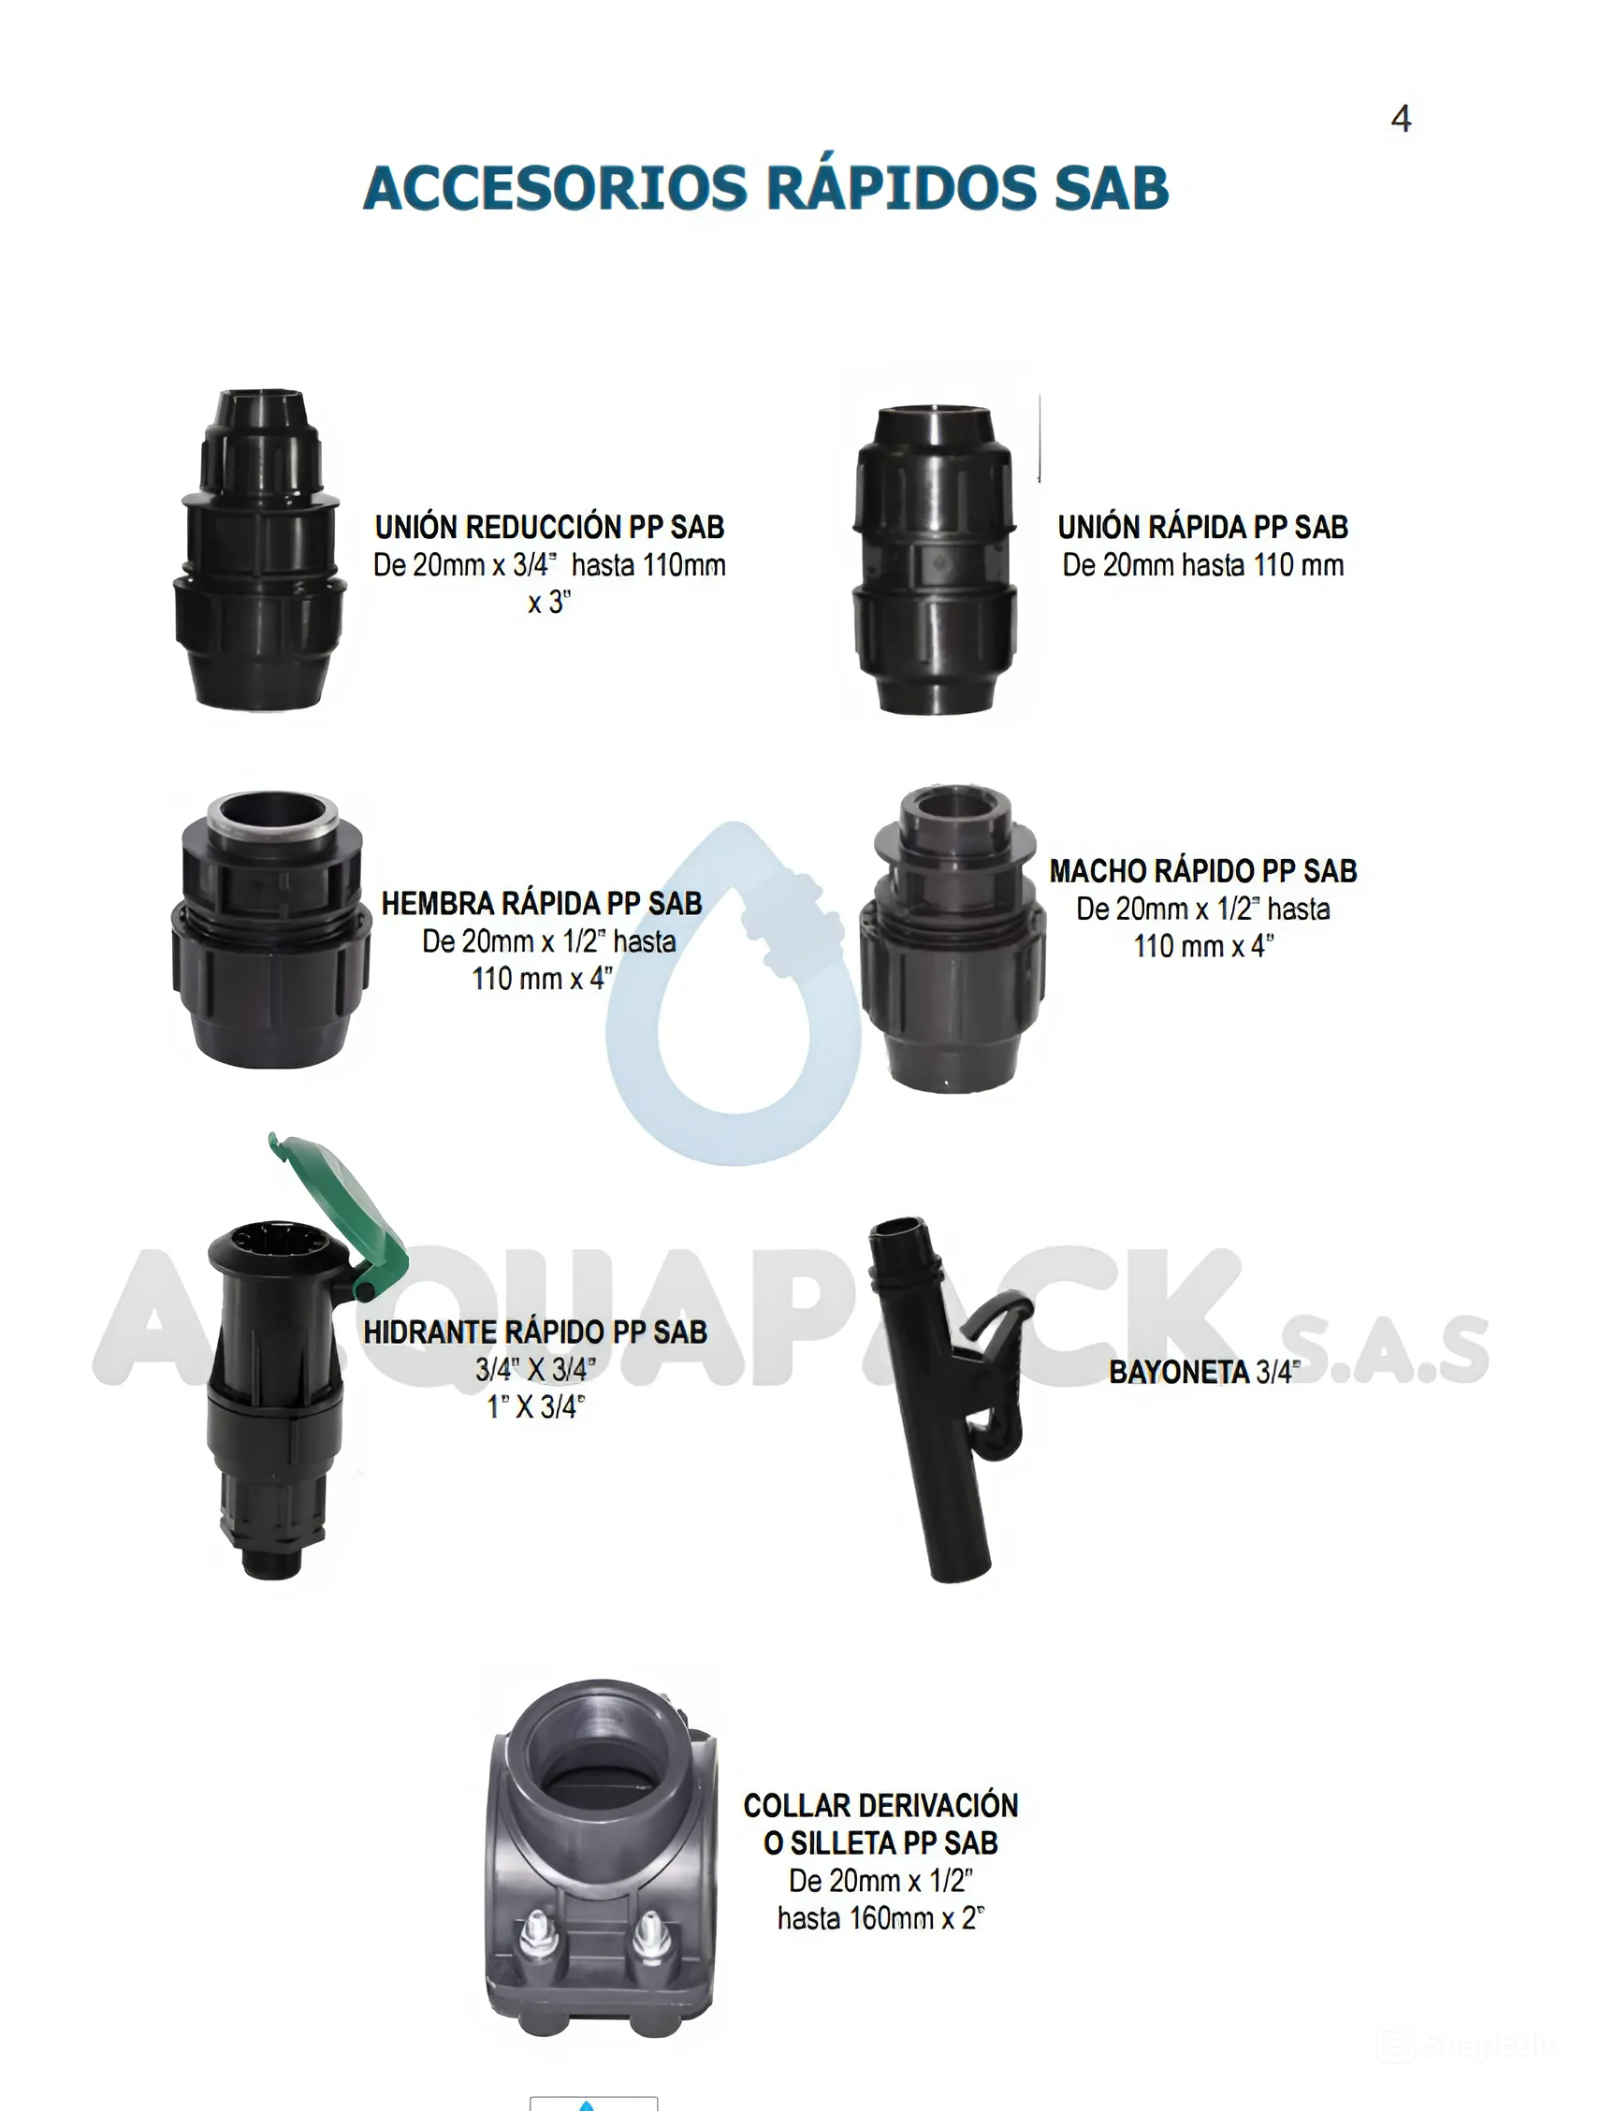 4
ACCESORIOS RÁPIDOS SAB
UNIÓN REDUCCIÓN PP SAB
De 20mm x 3/4" hasta 110mm
x 3"
UNIÓN RÁPIDA PP SAB
De 20mm hasta 110 mm
HEMBRA RÁPIDA PP SAB
De 20mm x 1/2" hasta
110 mm x 4"
MACHO RÁPIDO PP SAB
De 20mm x 1/2" hasta
110 mm x 4"
HIDRANTE RÁPIDO PP SAB
3/4" X 3/4"
1" X 3/4"
BAYONETA 3/4"
S.A.S
COLLAR DERIVACIÓN
O SILLETA PP SAB
De 20mm x 1/2"
hasta 160mm x 2"
SnapEdit